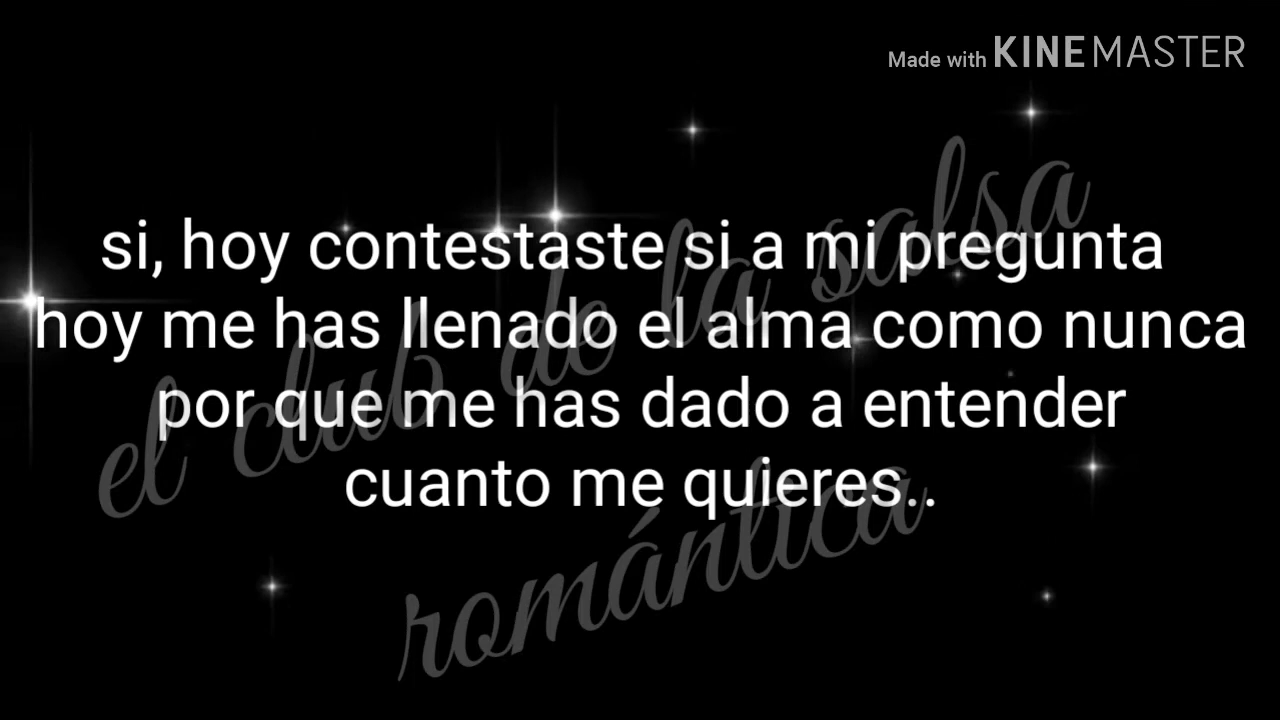 Made with KINEMASTER
si, hoy contestaste si a mi pregunta
hoy me has llenado el alma como nunca
por que me has dado a entender
cuanto me quieres..
el club de la salsa
romántica